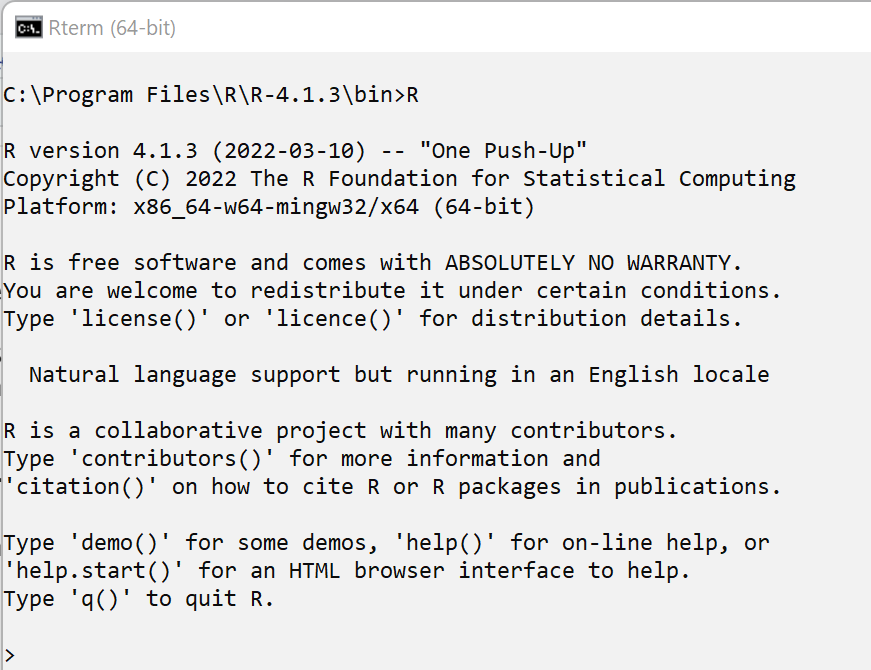 Rterm (64-bit)
C:\Program Files\R\R-4.1.3\bin>R
R version 4.1.3 (2022-03-10) -- "One Push-Up"
Copyright (C) 2022 The R Foundation for Statistical Computing
Platform: x86_64-w64-mingw32/x64 (64-bit)
R is free software and comes with ABSOLUTELY NO WARRANTY.
You are welcome to redistribute it under certain conditions.
Type 'license()' or 'licence()' for distribution details.
Natural language support but running in an English locale
R is a collaborative project with many contributors.
Type 'contributors()' for more information and
'citation()' on how to cite R or R packages in publications.
Type 'demo()' for some demos, 'help()' for on-line help, or
'help.start()' for an HTML browser interface to help.
Type 'q()' to quit R.
>